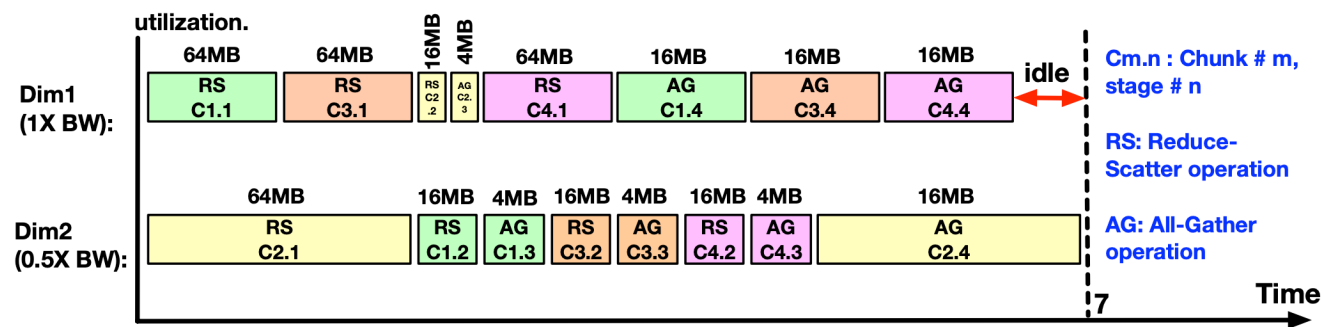 utilization.
64MB 64MB 16MB 4MB 64MB 16MB 16MB 16MB
Dim1
(1X BW):
RS
C1.1
RS
C3.1
RS
C2
.2
AG
C2.
3
RS
C4.1
AG
C1.4
AG
C3.4
AG
C4.4
idle
64MB 16MB 4MB 16MB 4MB 16MB 4MB 16MB
Dim2
(0.5X BW):
RS
C2.1
RS
C1.2
AG
C1.3
RS
C3.2
AG
C3.3
RS
C4.2
AG
C4.3
AG
C2.4
7
Time
Cm.n : Chunk # m,
stage # n
RS: Reduce-
Scatter operation
AG: All-Gather
operation